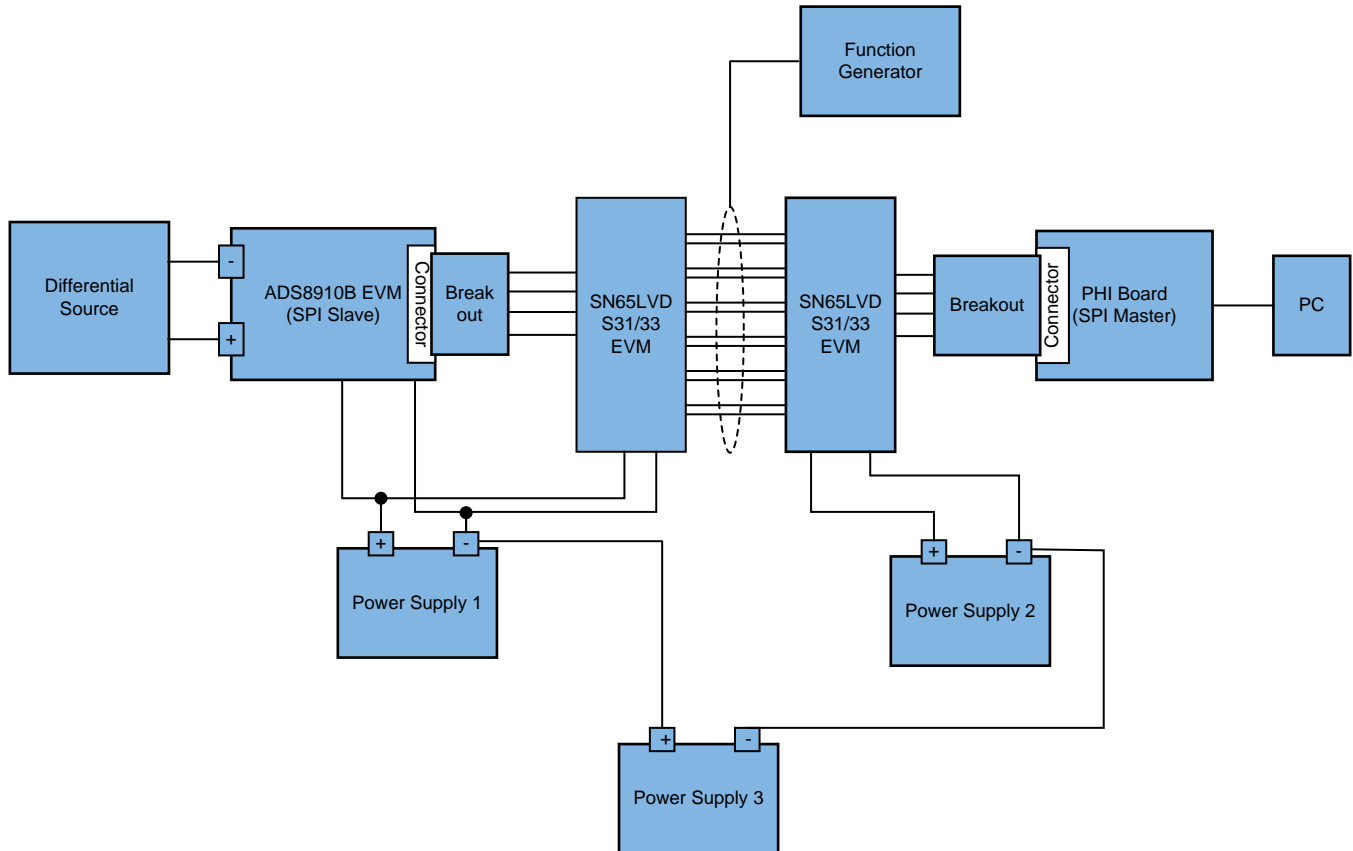 Function
Generator
Differential
Source
-
+
ADS8910B EVM
(SPI Slave)
Connector
Break
out
SN65LVD
S31/33
EVM
SN65LVD
S31/33
EVM
Breakout
Connector
PHI Board
(SPI Master)
PC
+
-
Power Supply 1
+
-
Power Supply 2
+
-
Power Supply 3